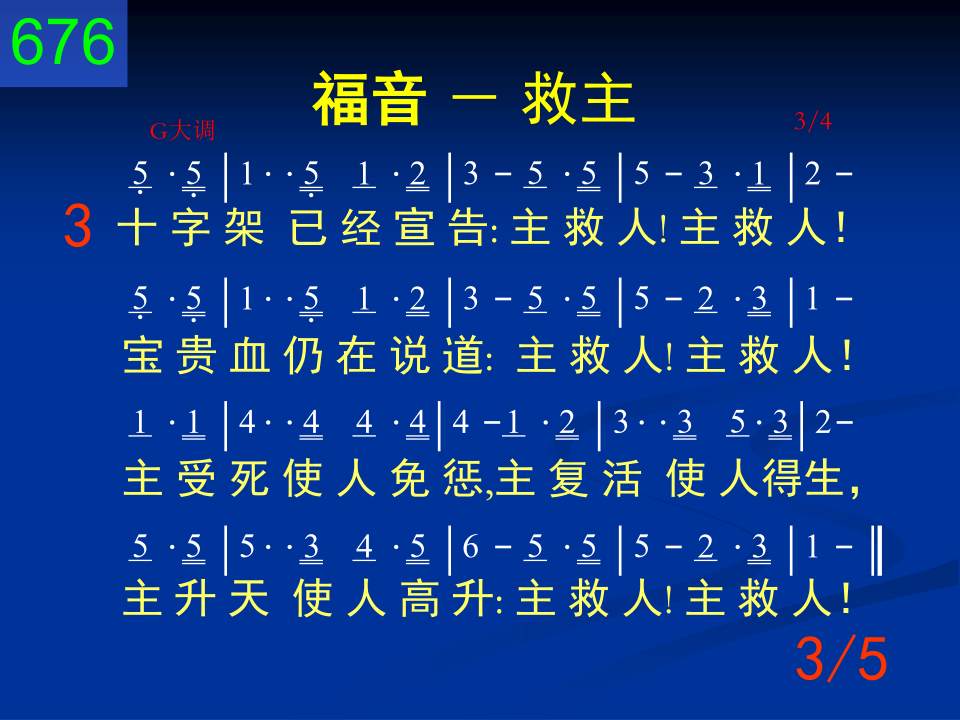 676
福音 － 救主
G大调 3/4
5 · 5 | 1 · · 5 1 · 2 | 3 － 5 · 5 | 5 － 3 · 1 | 2 －
3 十字架 已经宣告: 主救人! 主救人!
5 · 5 | 1 · · 5 1 · 2 | 3 － 5 · 5 | 5 － 2 · 3 | 1 －
宝贵血仍在说道: 主救人! 主救人!
1 · 1 | 4 · · 4 4 · 4 | 4 － 1 · 2 | 3 · · 3 5 · 3 | 2 －
主受死使人免惩,主复活 使人得生,
5 · 5 | 5 · · 3 4 · 5 | 6 － 5 · 5 | 5 － 2 · 3 | 1 － ‖
主升天 使人高升: 主救人! 主救人!
3/5